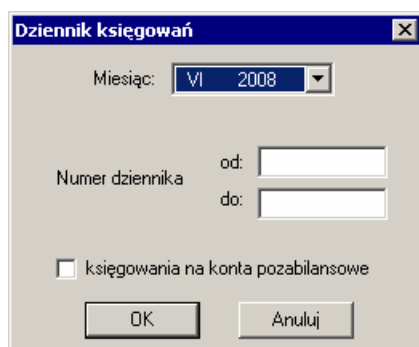 Dziennik księgowań
Miesiąc: VI 2008
od:
Numer dziennika
do:
księgowania na konta pozabilansowe
OK Anuluj